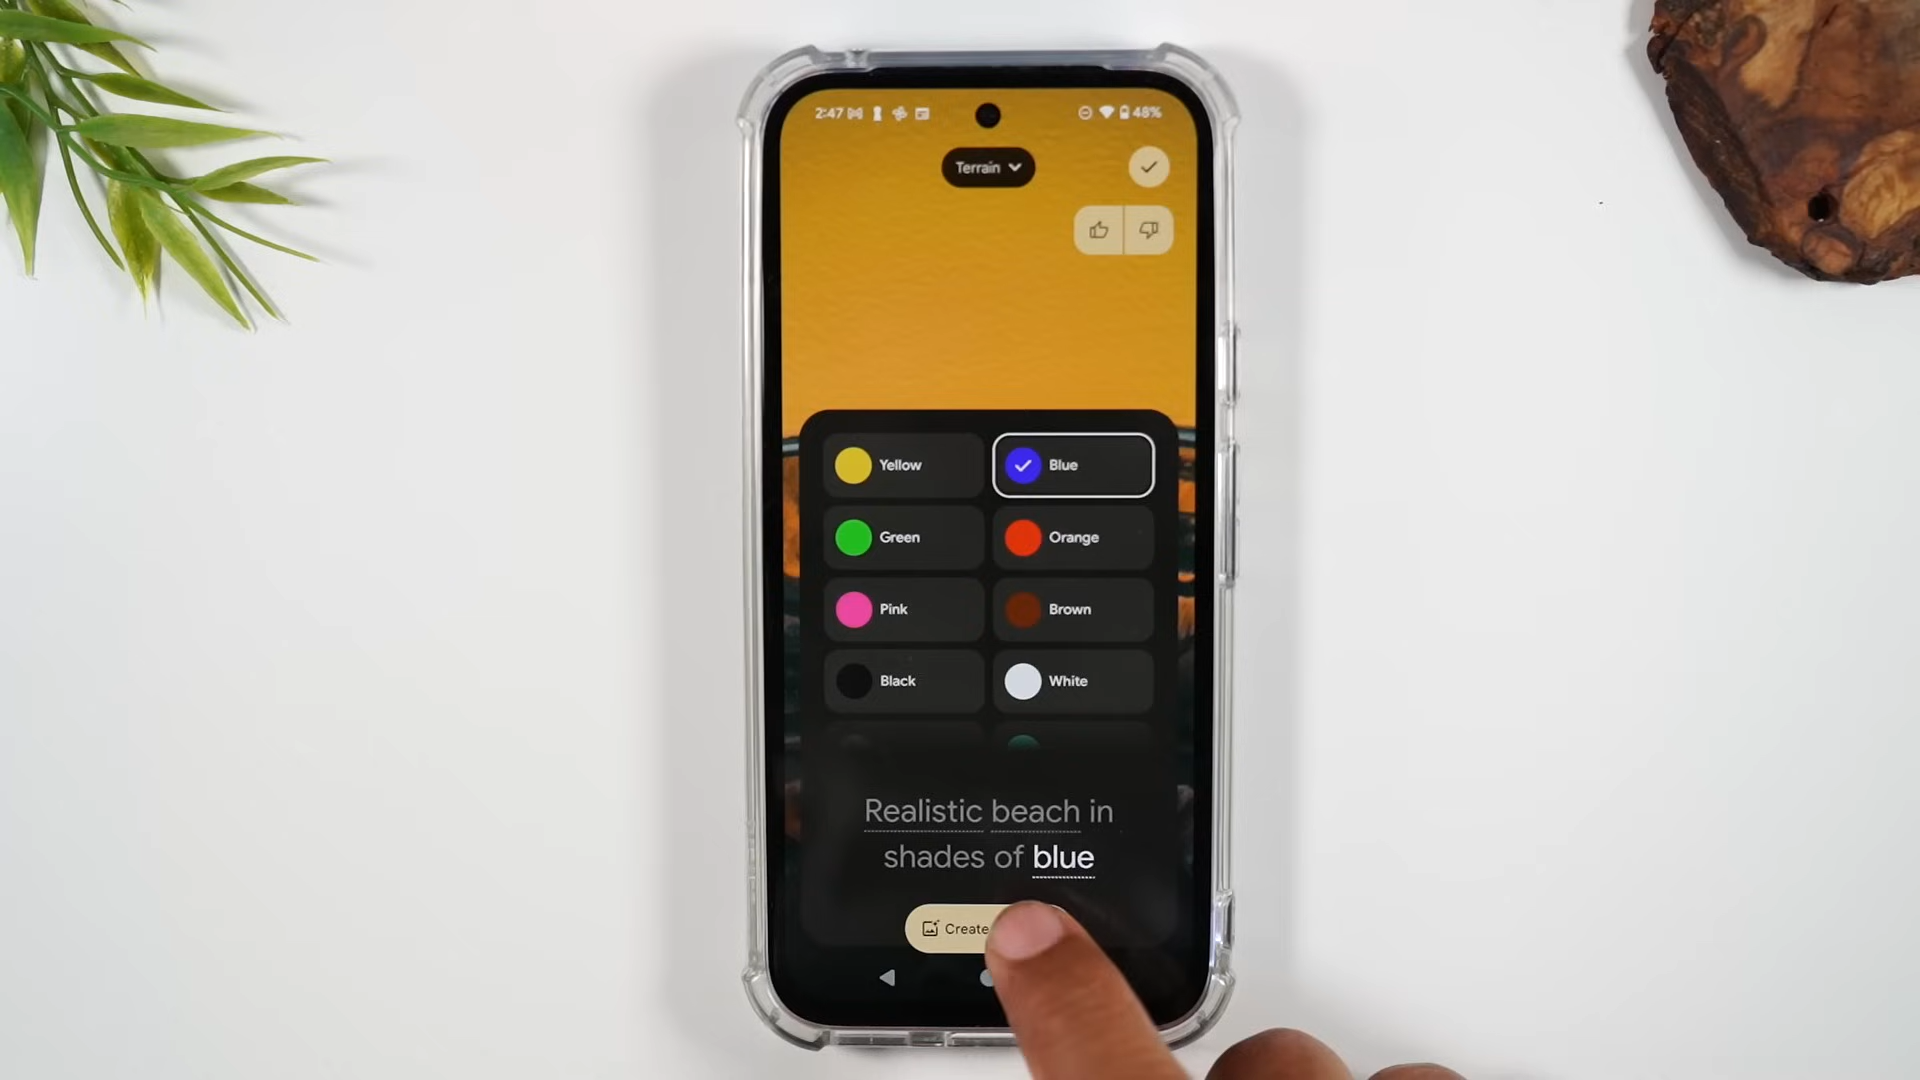 2:47
48%
Terrain
Yellow
Blue
Green
Orange
Pink
Brown
Black
White
Realistic beach in
shades of blue
Create